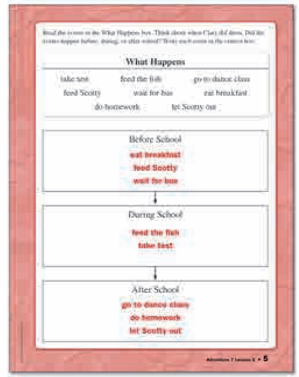 Read the events in the What Happens box. Think about when Clay did them. Did the
events happen before, during, or after school? Write each event in the correct box.
What Happens
take test feed the fish go to dance class
feed Scotty wait for bus eat breakfast
do homework let Scotty out
Before School
eat breakfast
feed Scotty
wait for bus
During School
feed the fish
take test
After School
go to dance class
do homework
let Scotty out
Adventure 7 Lesson 2 • 5